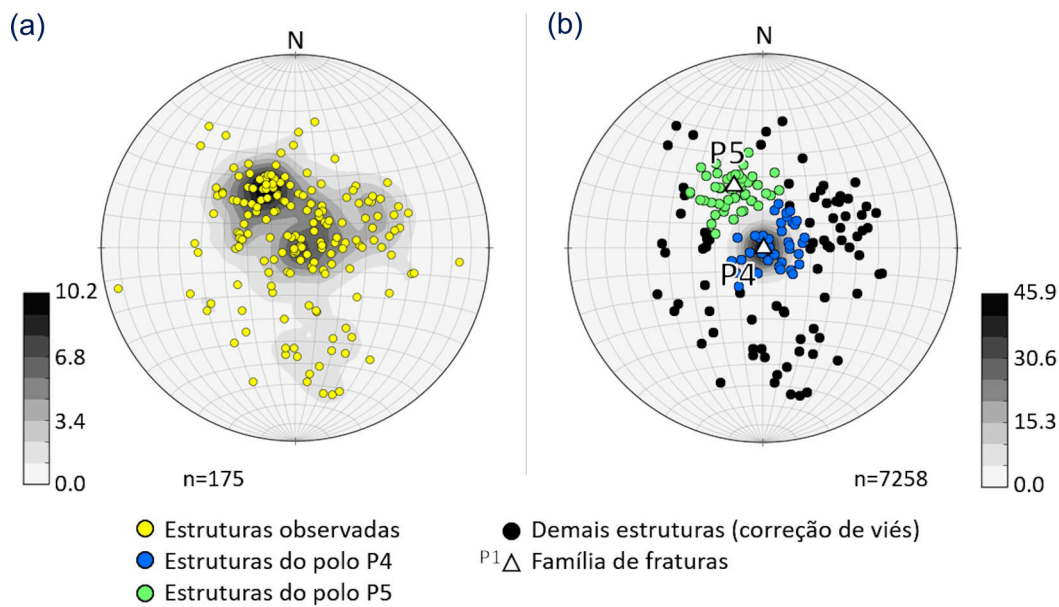 (a)
N
10.2
6.8
3.4
0.0
n=175
(b)
N
P5
P4
45.9
30.6
15.3
0.0
n=7258
Estruturas observadas
Estruturas do polo P4
Estruturas do polo P5
Demais estruturas (correção de viés)
P1 Família de fraturas